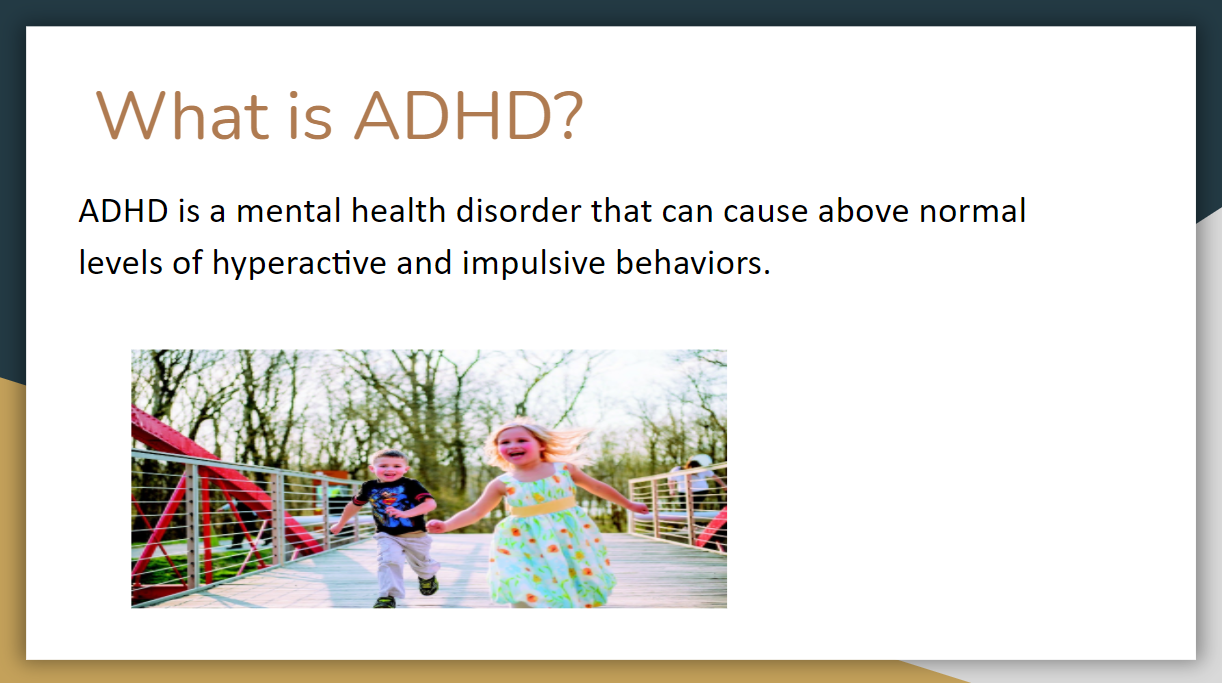 What is ADHD?
ADHD is a mental health disorder that can cause above normal
levels of hyperactive and impulsive behaviors.